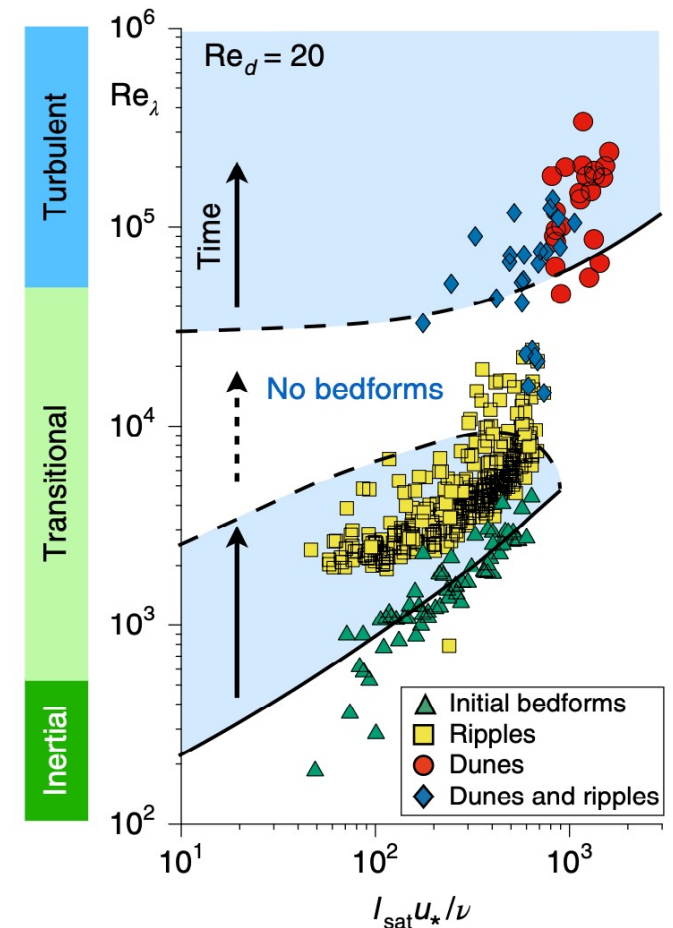 Turbulent
Transitional
Inertial
Re_λ
10^6
10^5
10^4
10^3
10^2
Re_d = 20
Time
No bedforms
Initial bedforms
Ripples
Dunes
Dunes and ripples
10^1
10^2
10^3
l_sat u_* /ν